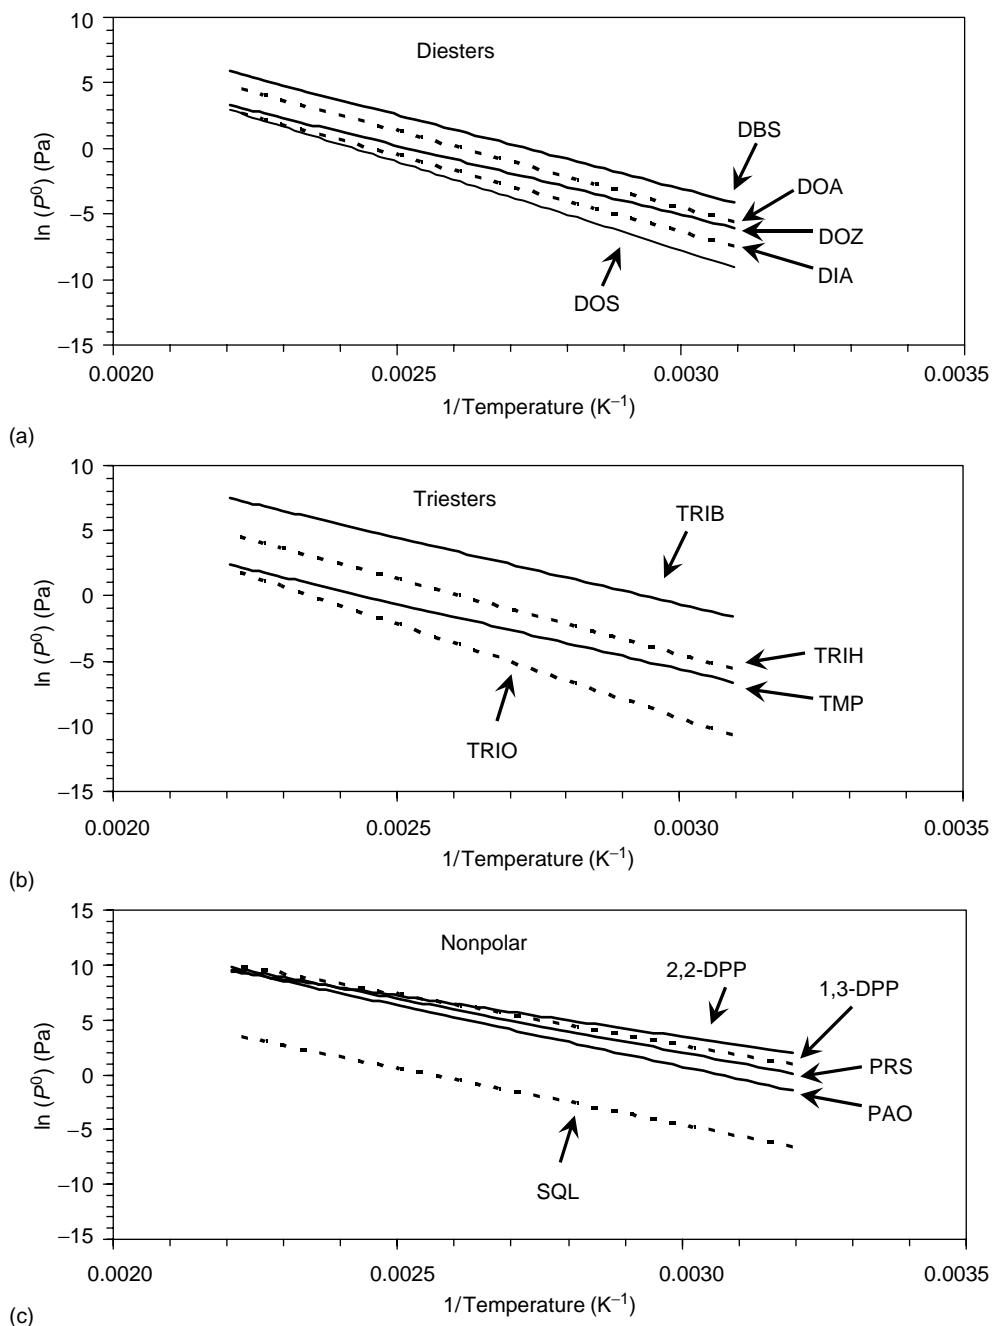 10
Diesters
5
DBS
0
DOA
ln (P⁰) (Pa)
−5
DOZ
DIA
−10
DOS
−15
0.0020 0.0025 0.0030 0.0035
1/Temperature (K⁻¹)
(a)
10
Triesters
TRIB
5
0
ln (P⁰) (Pa)
−5
TRIH
TMP
−10
TRIO
−15
0.0020 0.0025 0.0030 0.0035
1/Temperature (K⁻¹)
(b)
15
Nonpolar
10
2,2-DPP
1,3-DPP
5
ln (P⁰) (Pa)
0
PRS
PAO
−5
−10
SQL
−15
0.0020 0.0025 0.0030 0.0035
1/Temperature (K⁻¹)
(c)